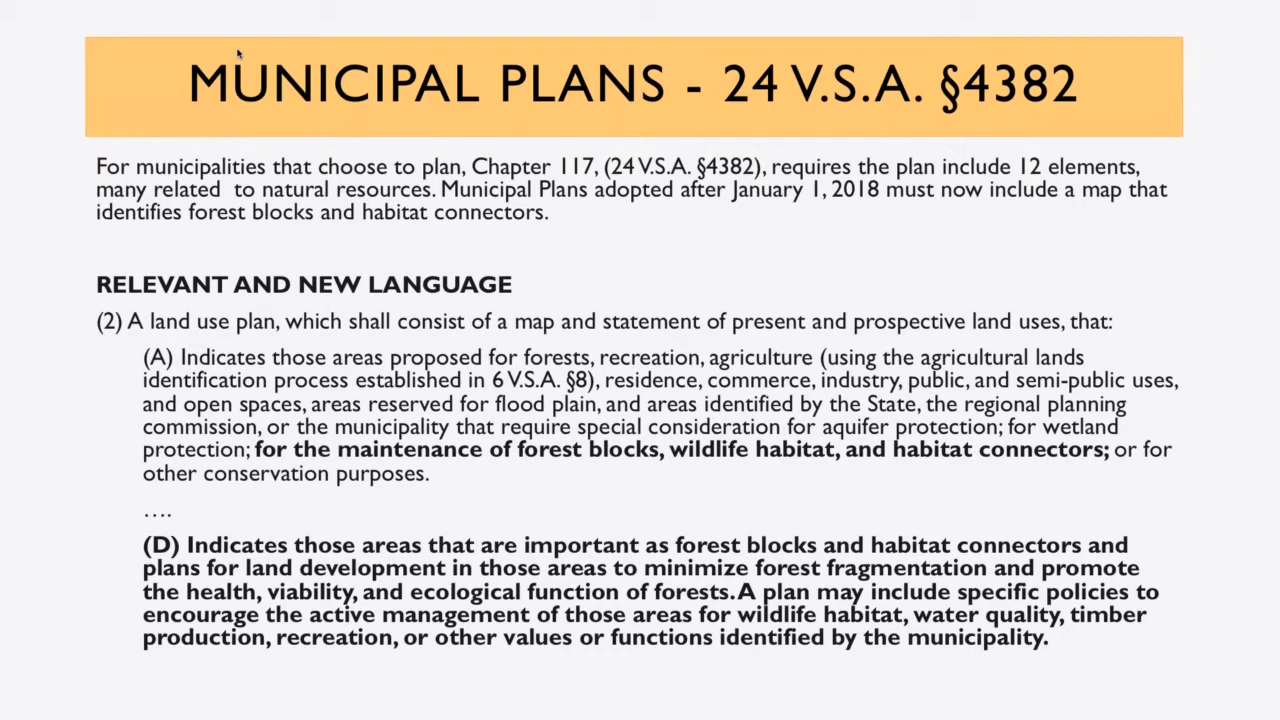 MUNICIPAL PLANS - 24 V.S.A. §4382
For municipalities that choose to plan, Chapter 117, (24 V.S.A. §4382), requires the plan include 12 elements,
many related  to natural resources. Municipal Plans adopted after January 1, 2018 must now include a map that
identifies forest blocks and habitat connectors.
RELEVANT AND NEW LANGUAGE
(2) A land use plan, which shall consist of a map and statement of present and prospective land uses, that:
(A) Indicates those areas proposed for forests, recreation, agriculture (using the agricultural lands
identification process established in 6 V.S.A. §8), residence, commerce, industry, public, and semi-public uses,
and open spaces, areas reserved for flood plain, and areas identified by the State, the regional planning
commission, or the municipality that require special consideration for aquifer protection; for wetland
protection; for the maintenance of forest blocks, wildlife habitat, and habitat connectors; or for
other conservation purposes.
….
(D) Indicates those areas that are important as forest blocks and habitat connectors and
plans for land development in those areas to minimize forest fragmentation and promote
the health, viability, and ecological function of forests. A plan may include specific policies to
encourage the active management of those areas for wildlife habitat, water quality, timber
production, recreation, or other values or functions identified by the municipality.